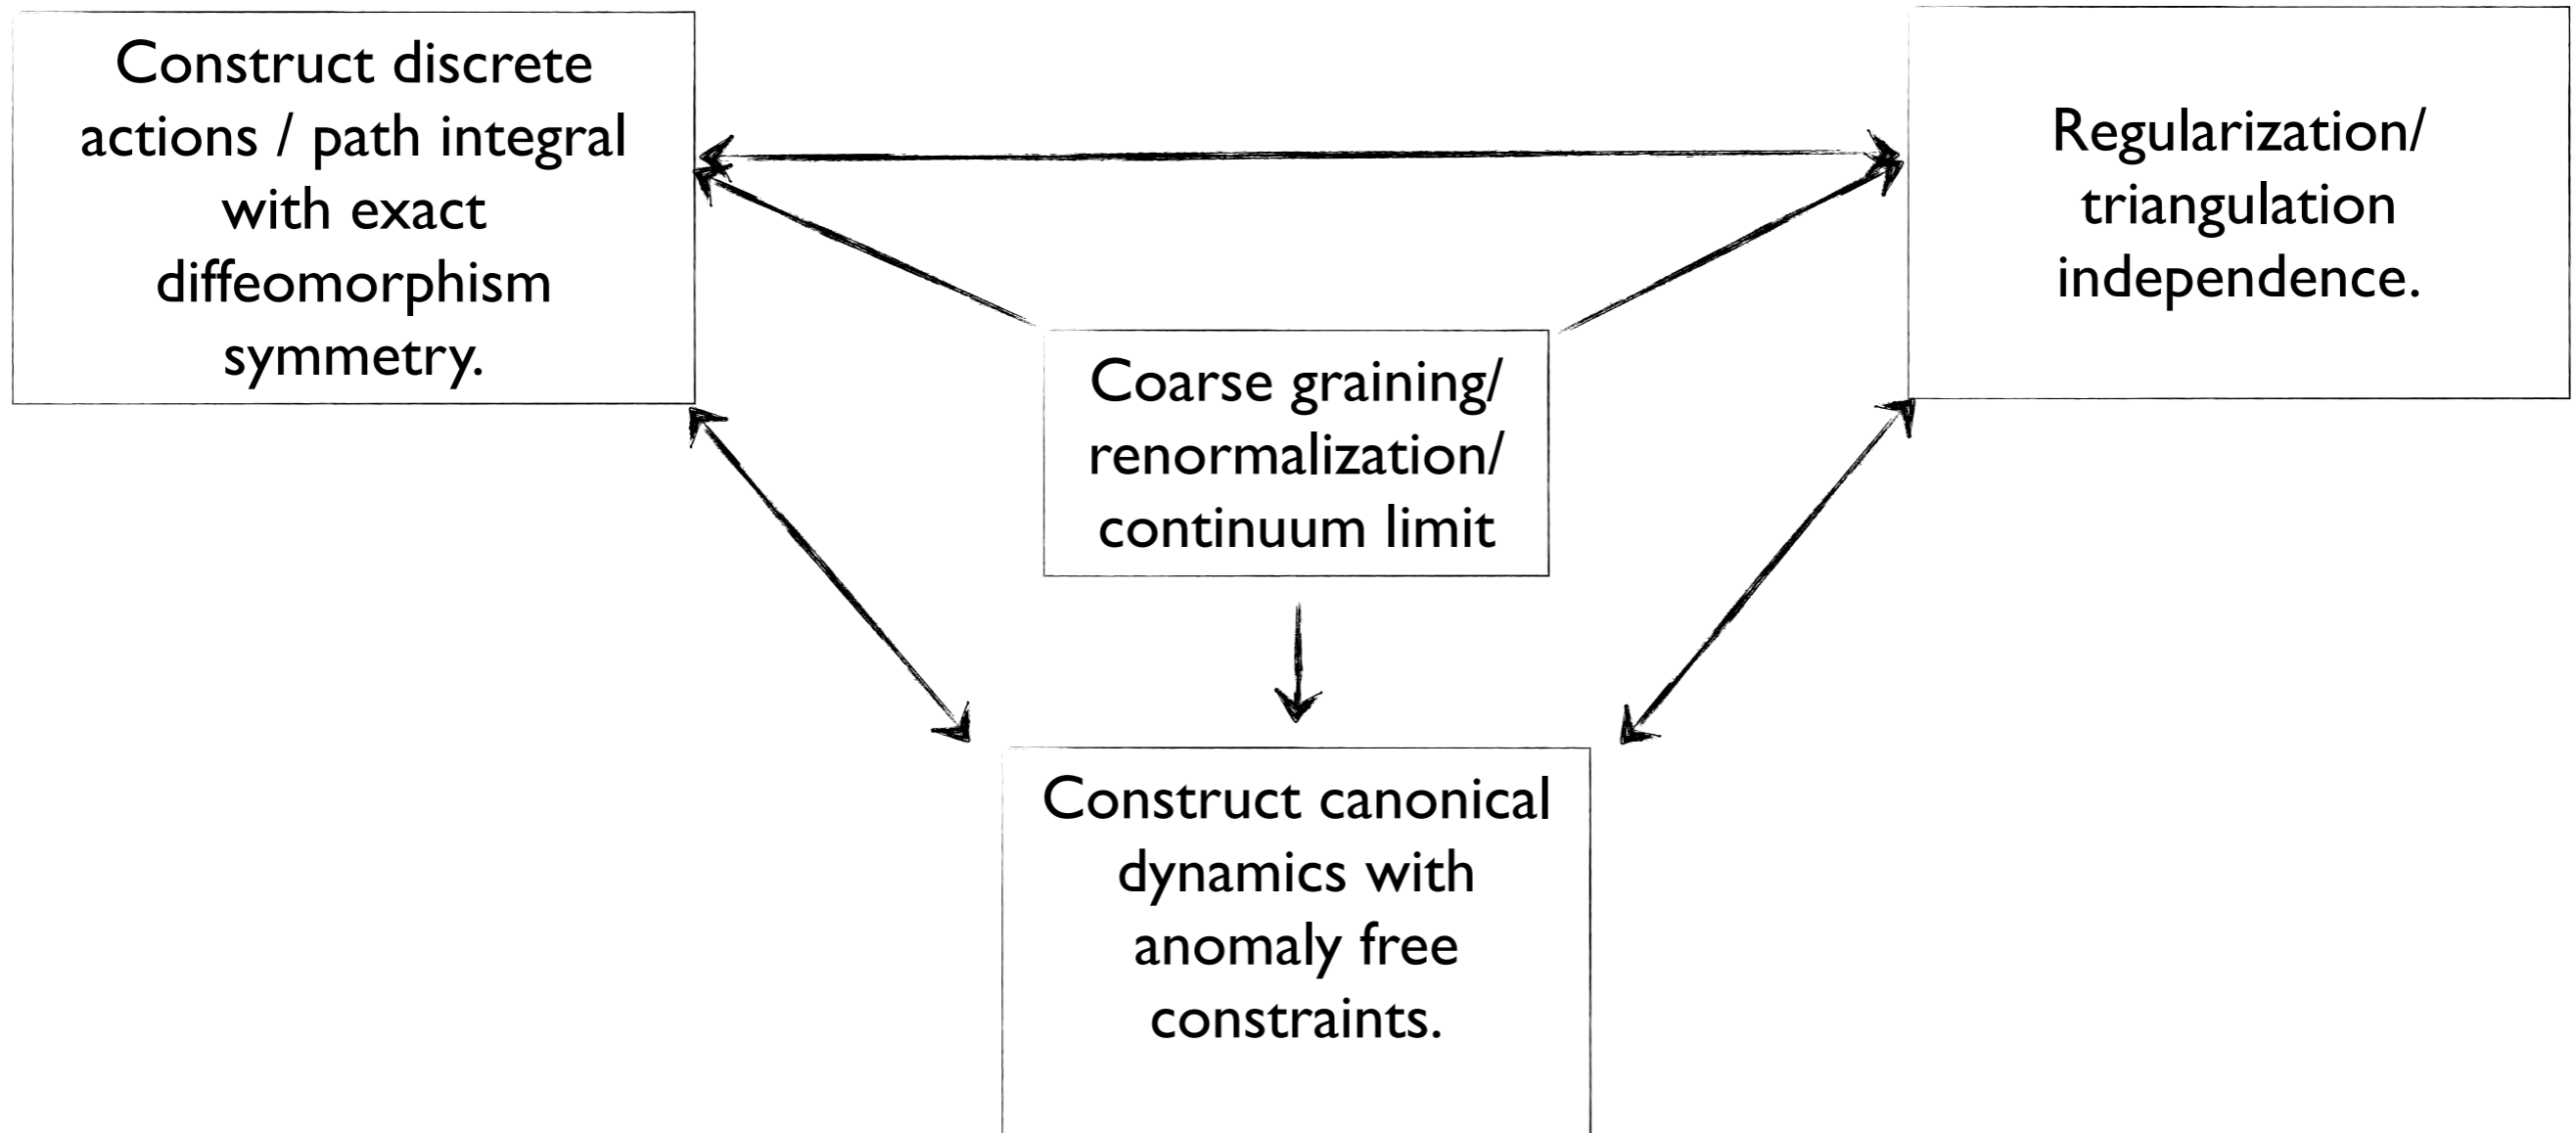 Construct discrete
actions / path integral
with exact
diffeomorphism
symmetry.
Regularization/
triangulation
independence.
Coarse graining/
renormalization/
continuum limit
Construct canonical
dynamics with
anomaly free
constraints.